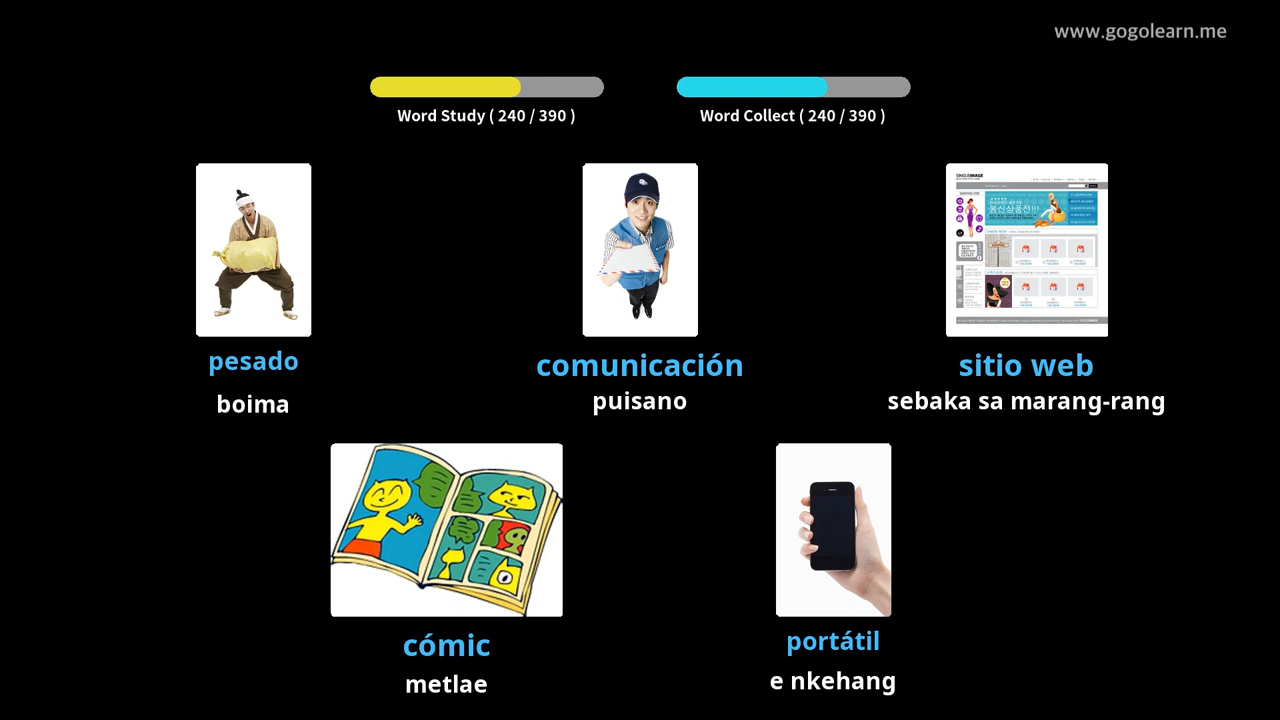 www.gogolearn.me
Word Study ( 240 / 390 )
Word Collect ( 240 / 390 )
pesado
boima
comunicación
puisano
sitio web
sebaka sa marang-rang
cómic
metlae
portátil
e nkehang